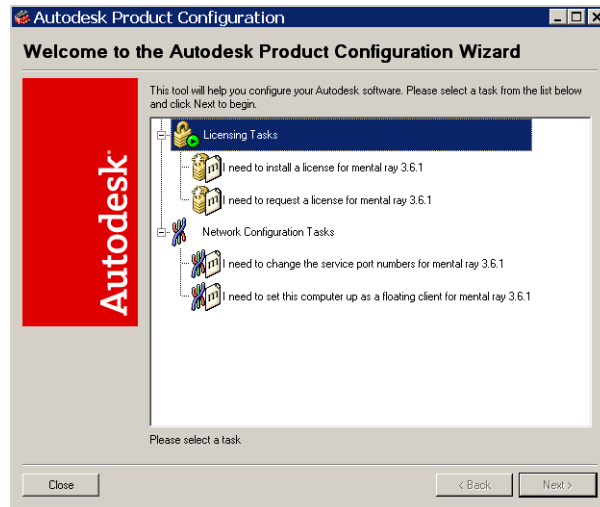 Autodesk Product Configuration
Welcome to the Autodesk Product Configuration Wizard
Autodesk
This tool will help you configure your Autodesk software. Please select a task from the list below
and click Next to begin.
Licensing Tasks
I need to install a license for mental ray 3.6.1
I need to request a license for mental ray 3.6.1
Network Configuration Tasks
I need to change the service port numbers for mental ray 3.6.1
I need to set this computer up as a floating client for mental ray 3.6.1
Please select a task
Close
< Back
Next >